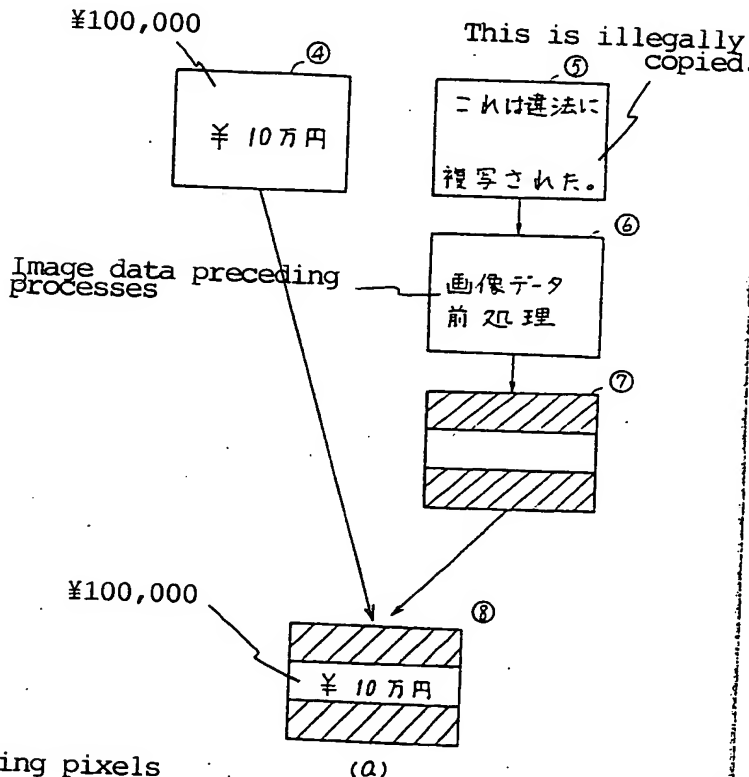 ¥100,000
④
¥ 10万円
This is illegally
copied.
⑤
これは違法に
複写された。
⑥
Image data preceding
processes
画像データ
前処理
⑦
¥100,000
⑧
¥ 10万円
ing pixels
(a)